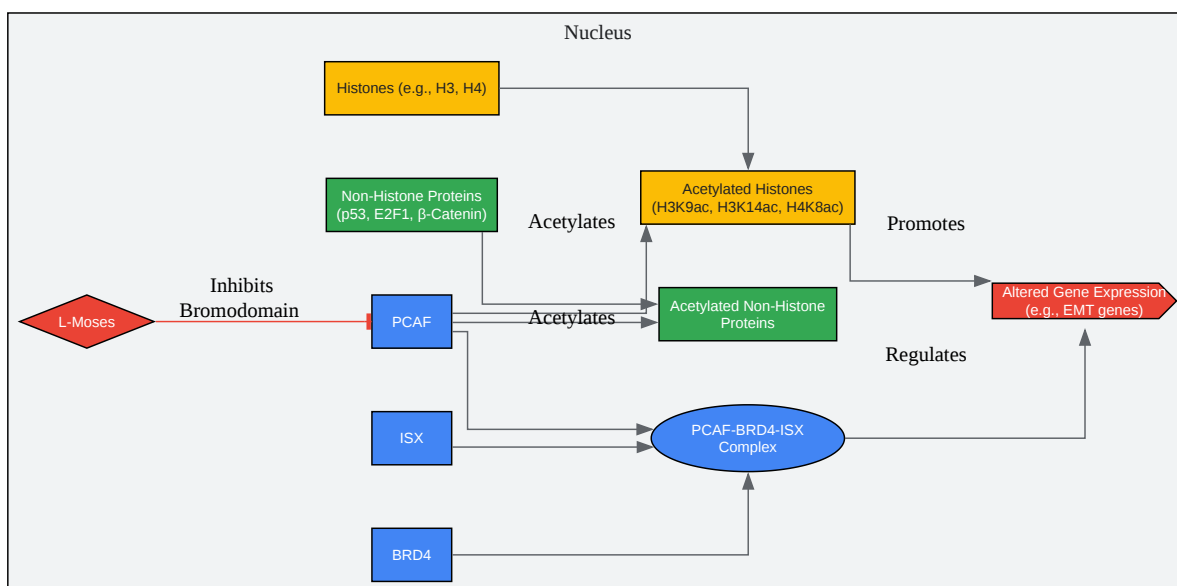 Nucleus
Histones (e.g., H3, H4)
Acetylated Histones
(H3K9ac, H3K14ac, H4K8ac)
Non-Histone Proteins
(p53, E2F1, β-Catenin)
Acetylates
Promotes
Inhibits
Bromodomain
L-Moses
PCAF
Acetylates
Acetylated Non-Histone
Proteins
Altered Gene Expression
(e.g., EMT genes)
Regulates
ISX
PCAF-BRD4-ISX
Complex
BRD4